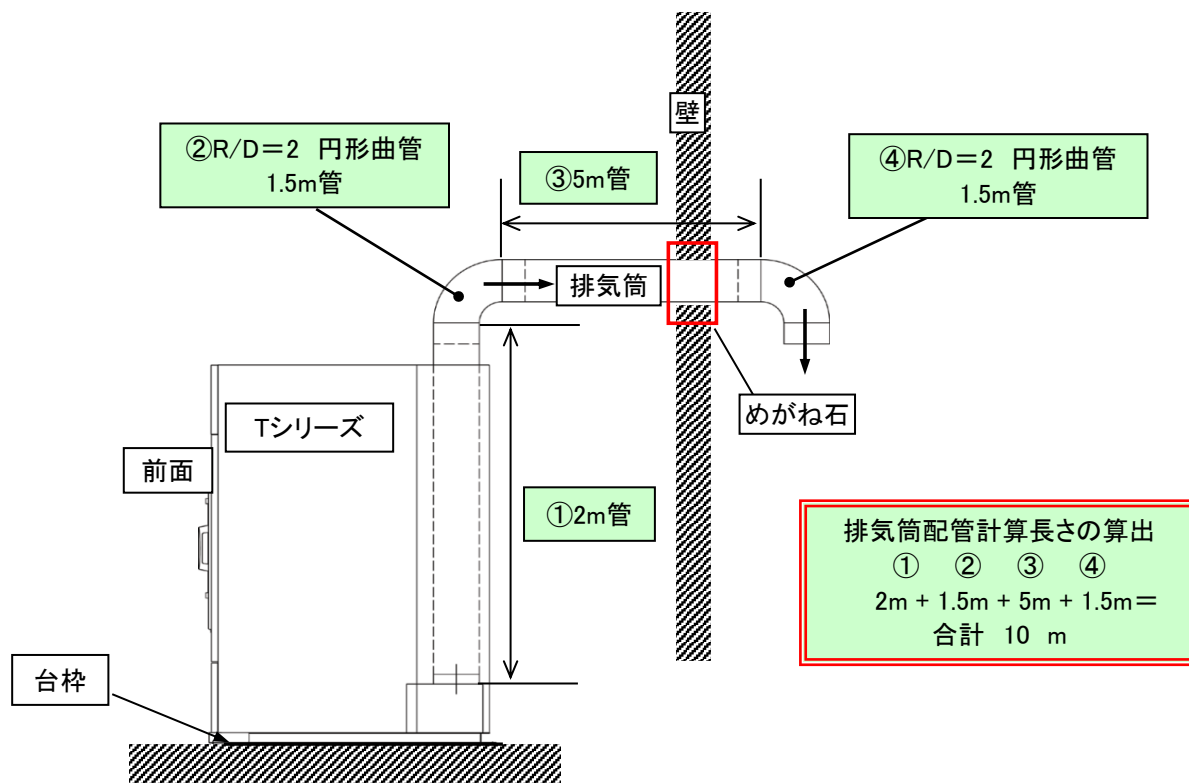 壁
②R/D=2 円形曲管
1.5m管
③5m管
④R/D=2 円形曲管
1.5m管
排気筒
めがね石
Tシリーズ
前面
①2m管
排気筒配管計算長さの算出
① ② ③ ④
2m + 1.5m + 5m + 1.5m=
合計 10 m
台枠